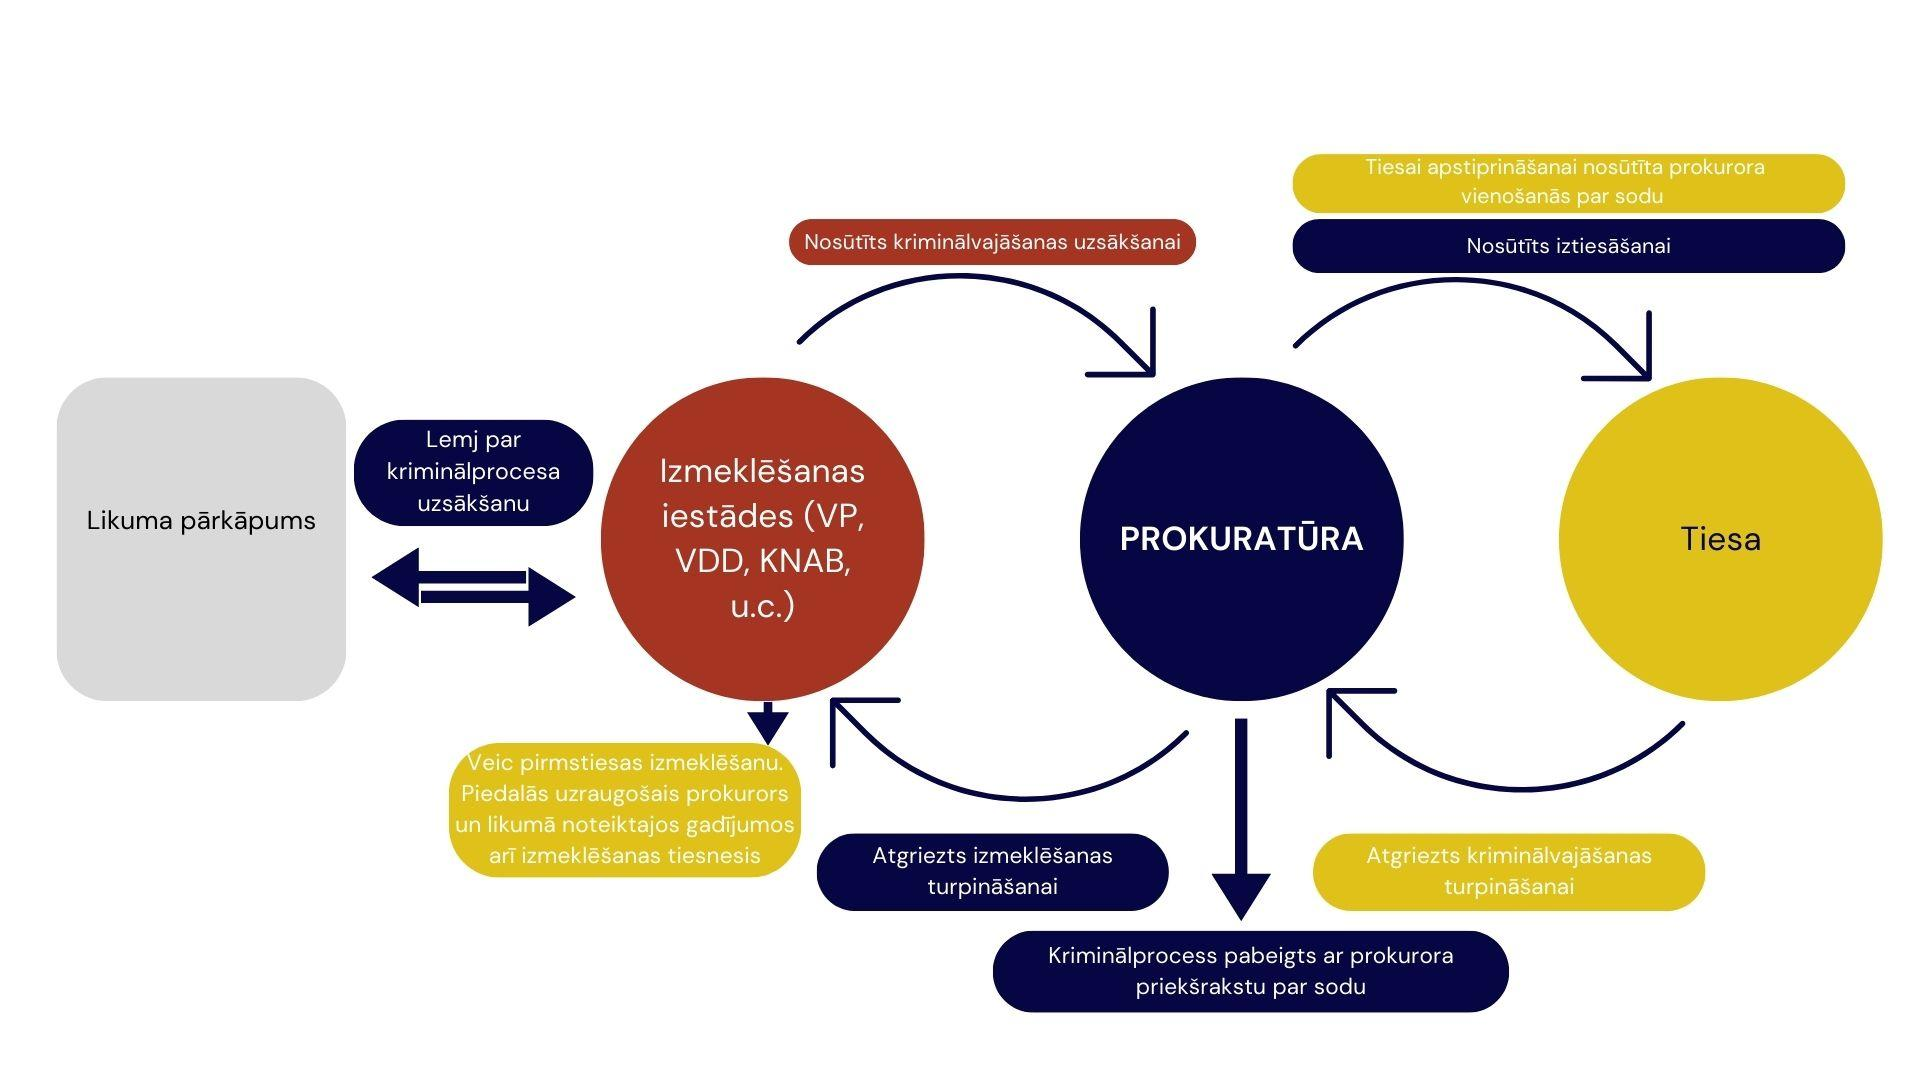 Tiesai apstiprināšanai nosūtīta prokurora
vienošanās par sodu
Nosūtīts kriminālvajāšanas uzsākšanai
Nosūtīts iztiesāšanai
Likuma pārkāpums
Lemj par
kriminālprocesa
uzsākšanu
Izmeklēšanas
iestādes (VP,
VDD, KNAB,
u.c.)
PROKURATŪRA
Tiesa
Veic pirmstiesas izmeklēšanu.
Piedalās uzraugošais prokurors
un likumā noteiktajos gadījumos
arī izmeklēšanas tiesnesis
Atgriezts izmeklēšanas
turpināšanai
Atgriezts kriminālvajāšanas
turpināšanai
Kriminālprocess pabeigts ar prokurora
priekšrakstu par sodu